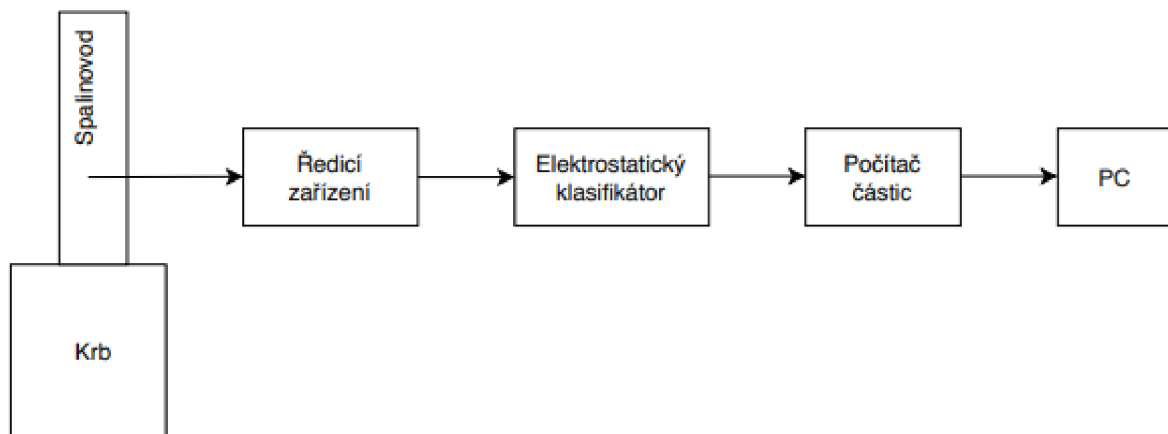 Spalinovod
Ředicí
zařízení
Elektrostatický
klasifikátor
Počítač
částic
PC
Krb